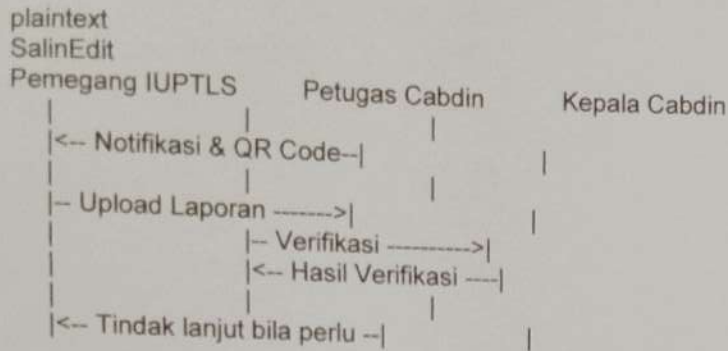 plaintext
SalinEdit
Pemegang IUPTLS Petugas Cabdin Kepala Cabdin
| | |
|<-- Notifikasi & QR Code--| |
| | |
|-- Upload Laporan ------->| |
| |-- Verifikasi ---------->|
| |<-- Hasil Verifikasi ----|
| | |
|<-- Tindak lanjut bila perlu --| |